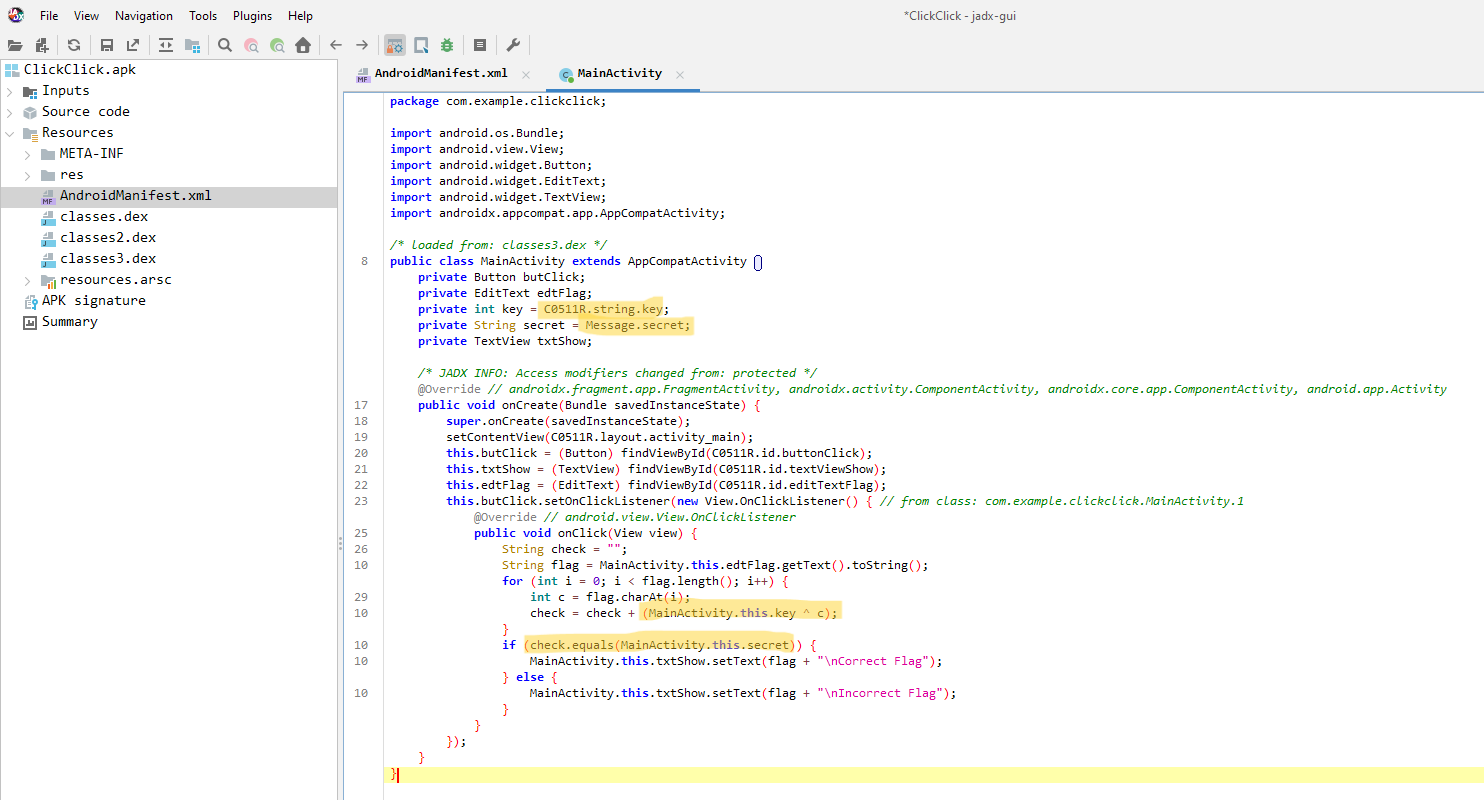 File View Navigation Tools Plugins Help
*ClickClick - jadx-gui
ClickClick.apk
Inputs
Source code
Resources
META-INF
res
AndroidManifest.xml
classes.dex
classes2.dex
classes3.dex
resources.arsc
APK signature
Summary
AndroidManifest.xml
MainActivity
package com.example.clickclick;
import android.os.Bundle;
import android.view.View;
import android.widget.Button;
import android.widget.EditText;
import android.widget.TextView;
import androidx.appcompat.app.AppCompatActivity;
/* loaded from: classes3.dex */
8 public class MainActivity extends AppCompatActivity {
private Button butClick;
private EditText edtFlag;
private int key = C0511R.string.key;
private String secret = Message.secret;
private TextView txtShow;
/* JADX INFO: Access modifiers changed from: protected */
@Override // androidx.fragment.app.FragmentActivity, androidx.activity.ComponentActivity, androidx.core.app.ComponentActivity, android.app.Activity
17 public void onCreate(Bundle savedInstanceState) {
18 super.onCreate(savedInstanceState);
19 setContentView(C0511R.layout.activity_main);
20 this.butClick = (Button) findViewById(C0511R.id.buttonClick);
21 this.txtShow = (TextView) findViewById(C0511R.id.textViewShow);
22 this.edtFlag = (EditText) findViewById(C0511R.id.editTextFlag);
23 this.butClick.setOnClickListener(new View.OnClickListener() { // from class: com.example.clickclick.MainActivity.1
@Override // android.view.View.OnClickListener
25 public void onClick(View view) {
26 String check = "";
10 String flag = MainActivity.this.edtFlag.getText().toString();
for (int i = 0; i < flag.length(); i++) {
29 int c = flag.charAt(i);
10 check = check + (MainActivity.this.key ^ c);
}
10 if (check.equals(MainActivity.this.secret)) {
10 MainActivity.this.txtShow.setText(flag + "\nCorrect Flag");
} else {
10 MainActivity.this.txtShow.setText(flag + "\nIncorrect Flag");
}
}
});
}
}